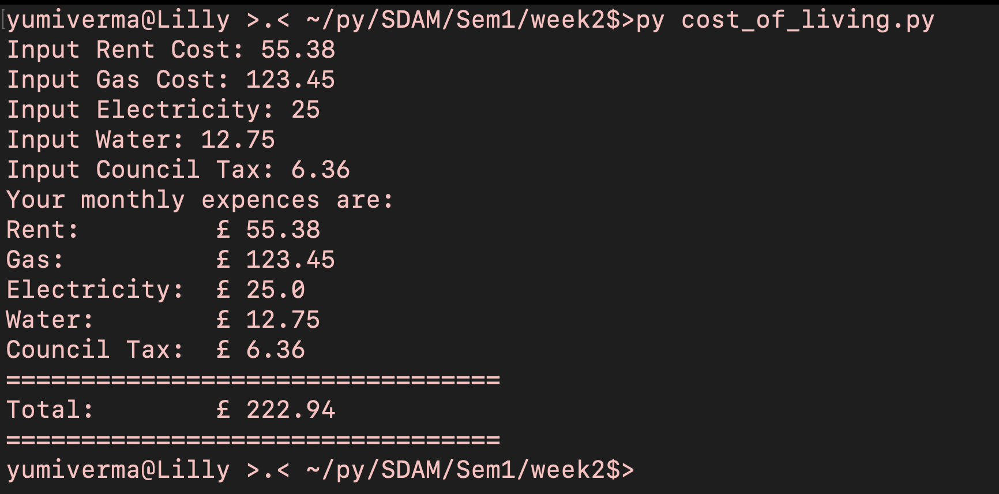 [yumiverma@Lilly >.< ~/py/SDAM/Sem1/week2$>py cost_of_living.py
Input Rent Cost: 55.38
Input Gas Cost: 123.45
Input Electricity: 25
Input Water: 12.75
Input Council Tax: 6.36
Your monthly expences are:
Rent:         £ 55.38
Gas:          £ 123.45
Electricity:  £ 25.0
Water:        £ 12.75
Council Tax:  £ 6.36
=================================
Total:        £ 222.94
=================================
yumiverma@Lilly >.< ~/py/SDAM/Sem1/week2$>